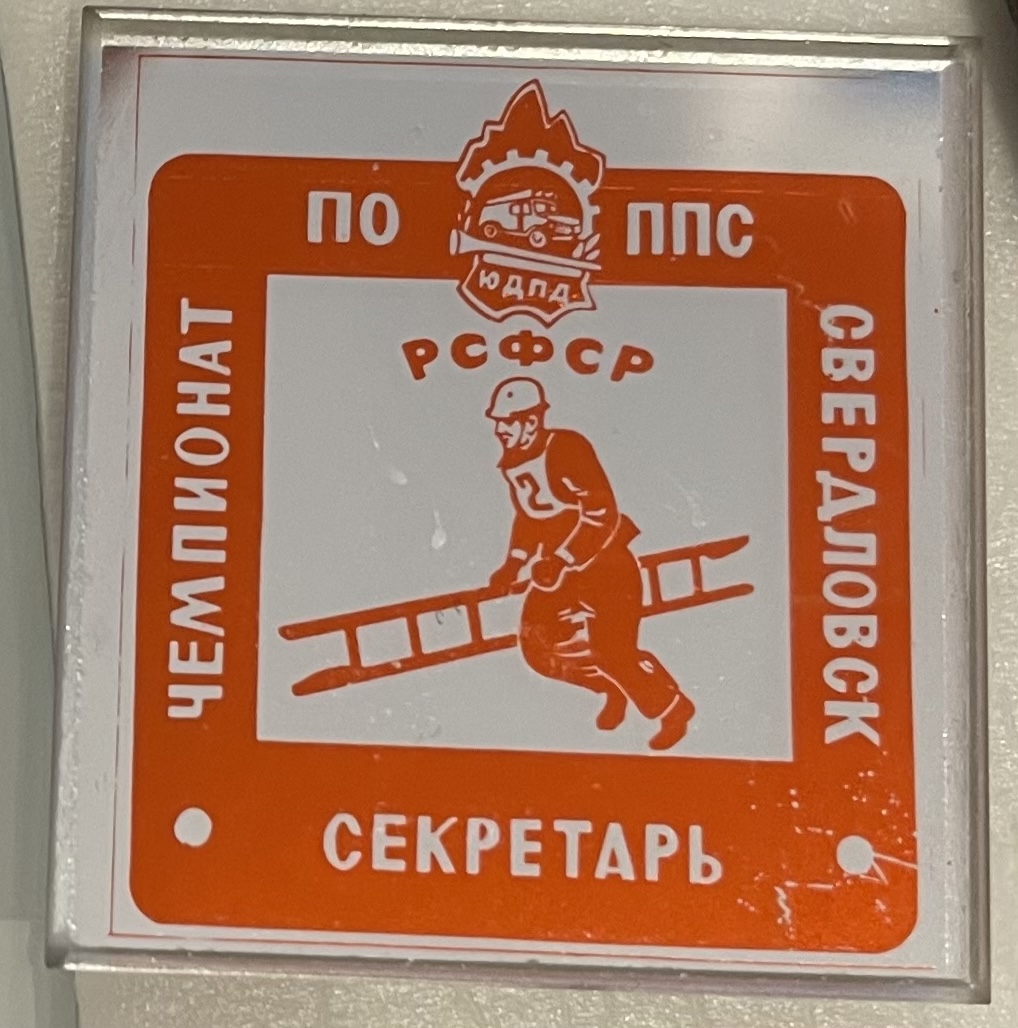 ЧЕМПИОНАТ
ПО ППС
ЮДПД
РСФСР
2
СВЕРДЛОВСК
СЕКРЕТАРЬ